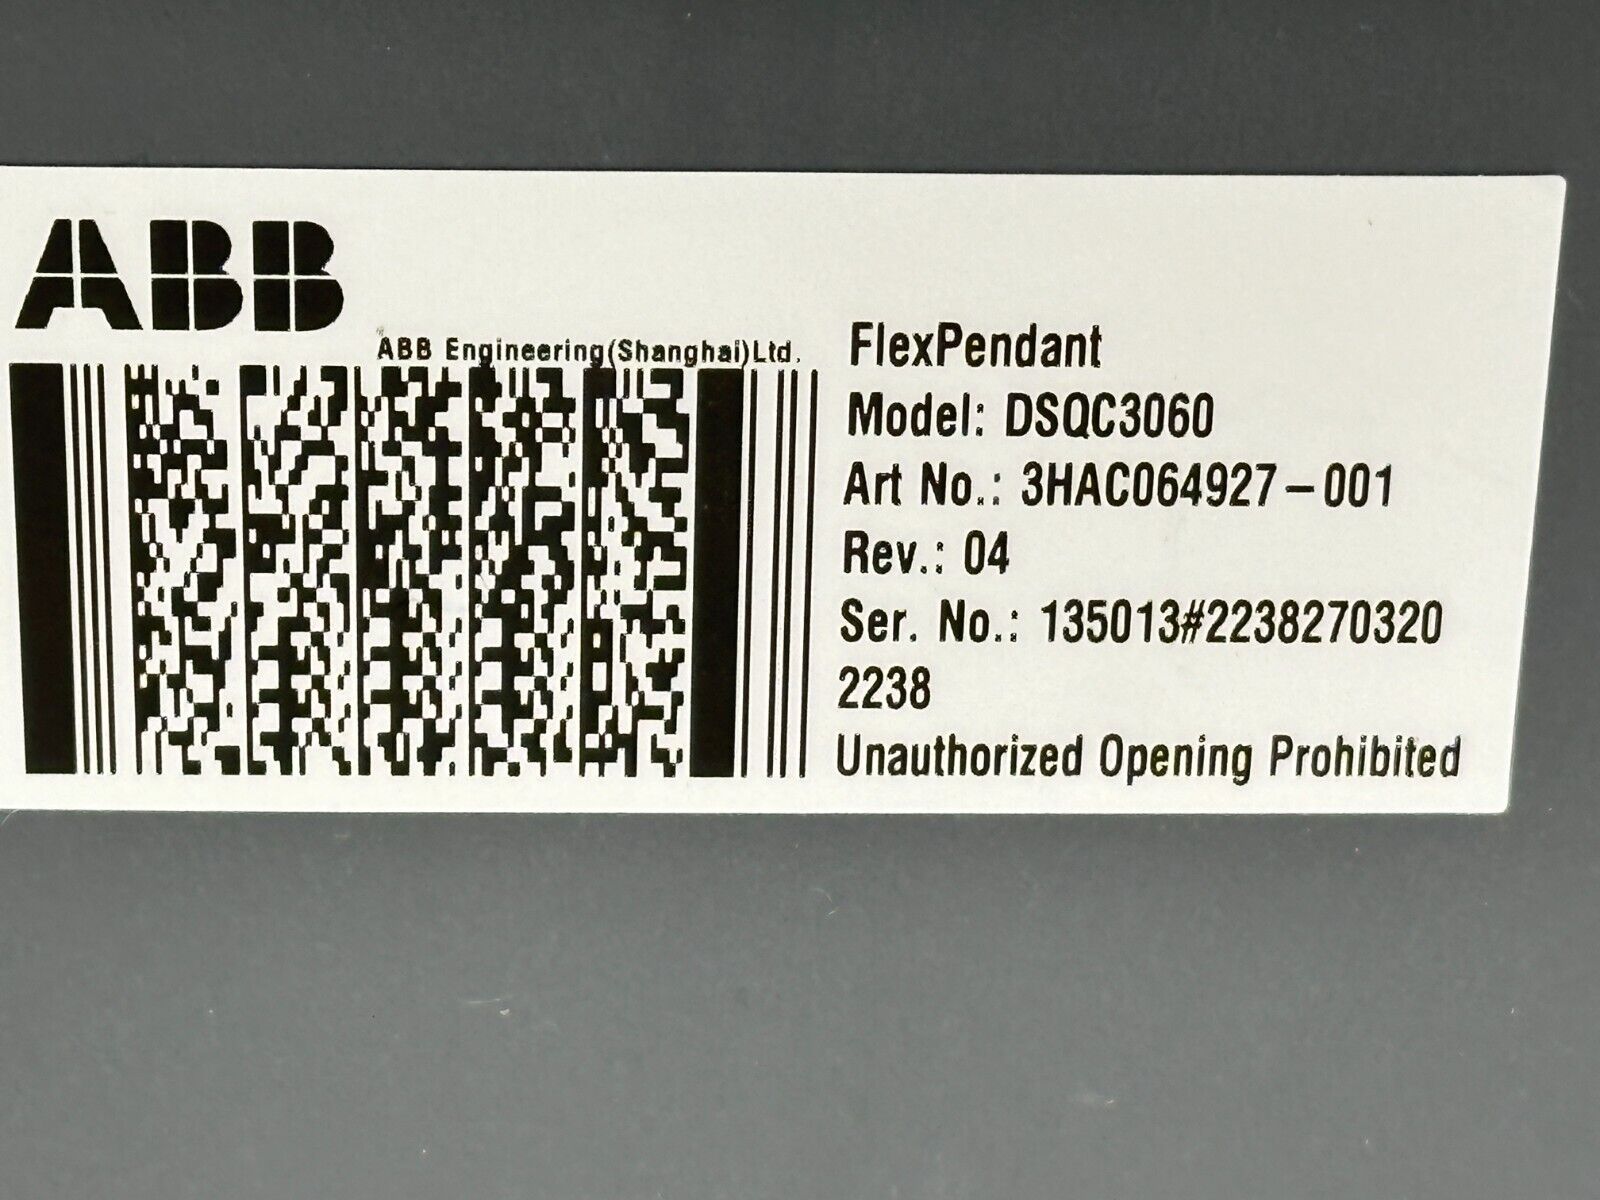 ABB
ABB Engineering(Shanghai)Ltd.
FlexPendant
Model: DSQC3060
Art No.: 3HAC064927-001
Rev.: 04
Ser. No.: 135013#2238270320
2238
Unauthorized Opening Prohibited